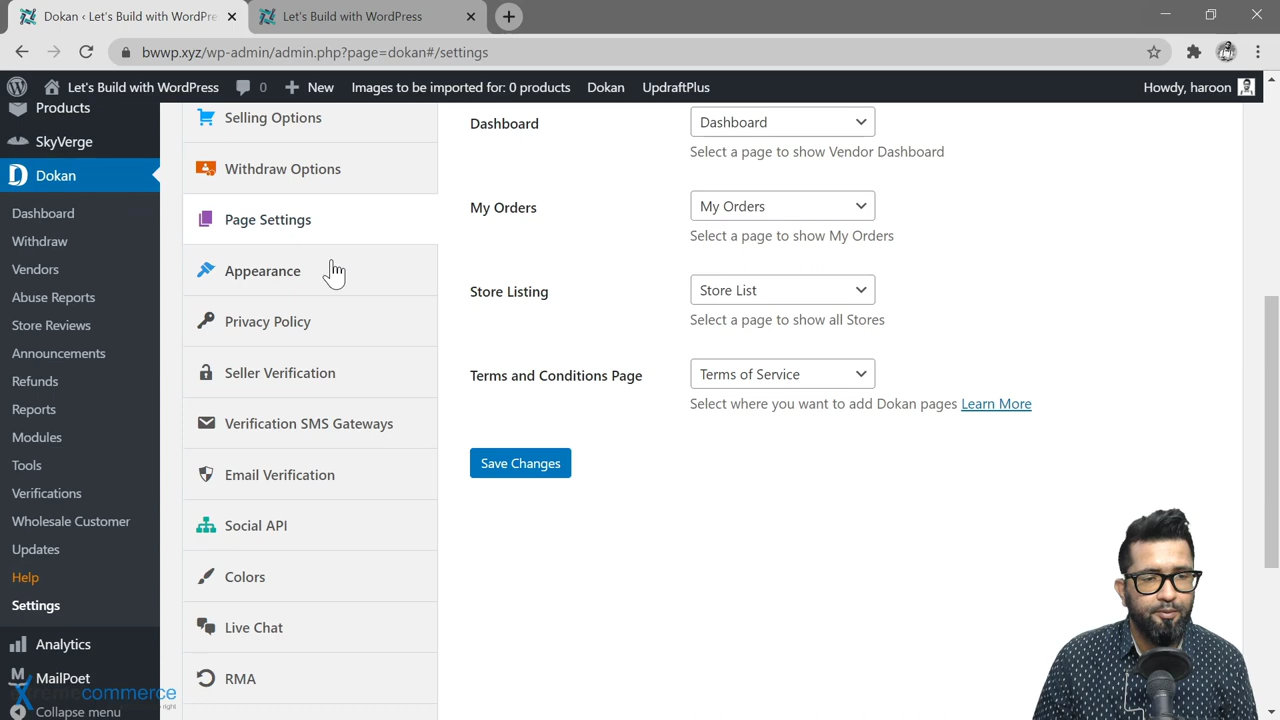 Dokan ‹ Let's Build with WordPre
Let's Build with WordPress
bwwp.xyz/wp-admin/admin.php?page=dokan#/settings
Let's Build with WordPress
0
New
Images to be imported for: 0 products
Dokan
UpdraftPlus
Howdy, haroon
Products
SkyVerge
Dokan
Dashboard
Withdraw
Vendors
Abuse Reports
Store Reviews
Announcements
Refunds
Reports
Modules
Tools
Verifications
Wholesale Customer
Updates
Help
Settings
Analytics
MailPoet
Collapse menu
Selling Options
Withdraw Options
Page Settings
Appearance
Privacy Policy
Seller Verification
Verification SMS Gateways
Email Verification
Social API
Colors
Live Chat
RMA
Dashboard
Dashboard
Select a page to show Vendor Dashboard
My Orders
My Orders
Select a page to show My Orders
Store Listing
Store List
Select a page to show all Stores
Terms and Conditions Page
Terms of Service
Select where you want to add Dokan pages Learn More
Save Changes
commerce
right